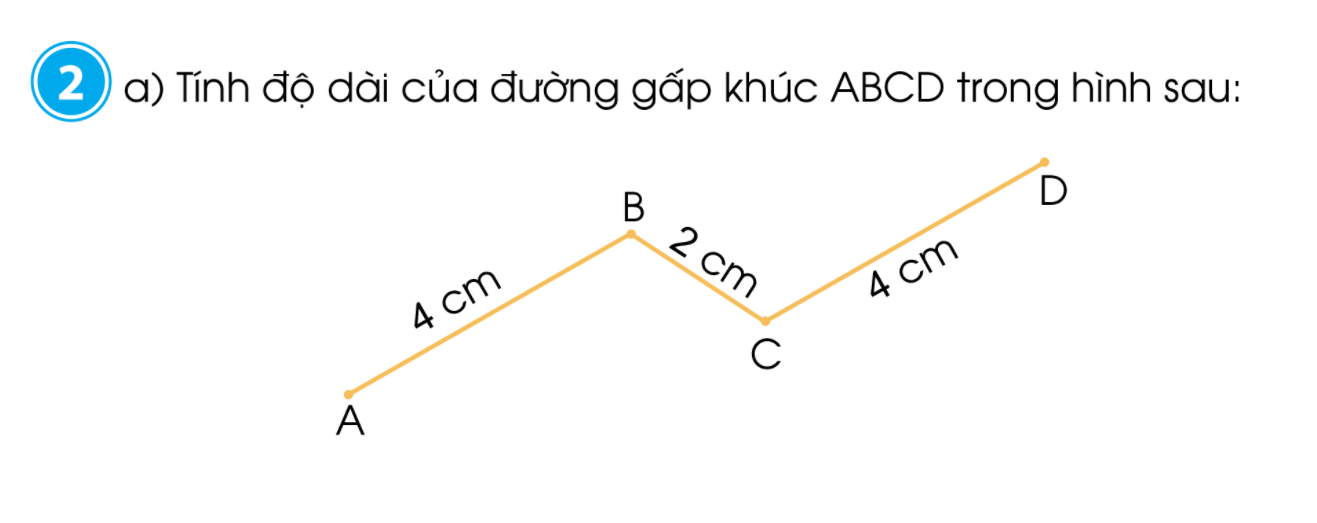 2 a) Tính độ dài của đường gấp khúc ABCD trong hình sau:
D
B
2 cm
4 cm
4 cm
C
A